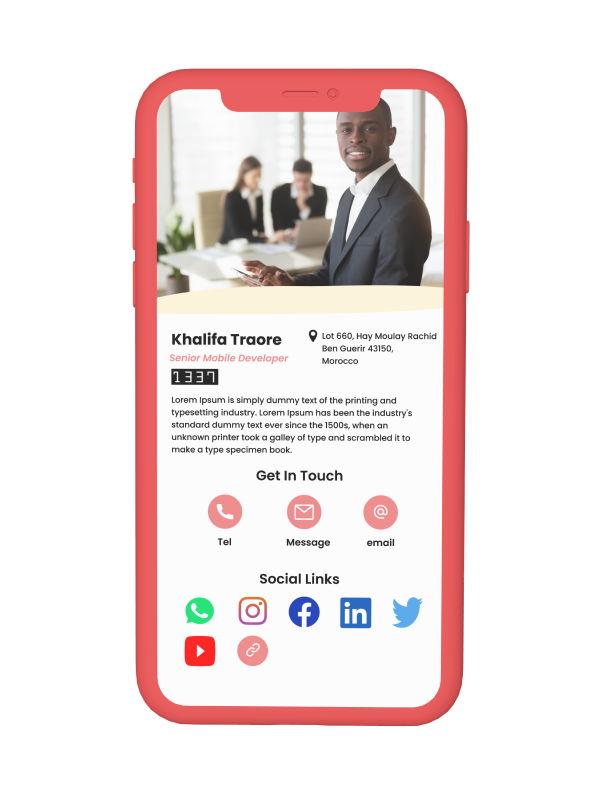 Khalifa Traore
Senior Mobile Developer
1337
Lot 660, Hay Moulay Rachid
Ben Guerir 43150,
Morocco
Lorem Ipsum is simply dummy text of the printing and
typesetting industry. Lorem Ipsum has been the industry's
standard dummy text ever since the 1500s, when an
unknown printer took a galley of type and scrambled it to
make a type specimen book.
Get In Touch
Tel
Message
email
Social Links